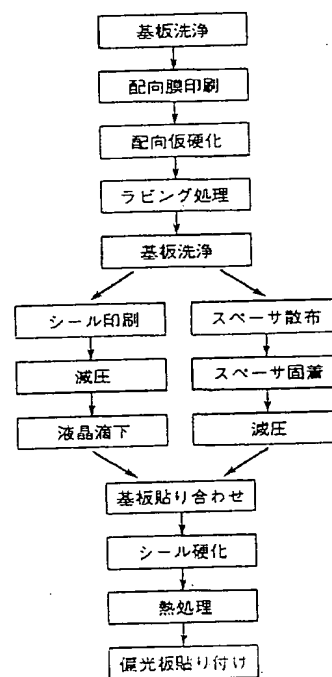 基板洗浄
配向膜印刷
配向仮硬化
ラビング処理
基板洗浄
シール印刷
減圧
液晶滴下
スペーサ散布
スペーサ固着
減圧
基板貼り合わせ
シール硬化
熱処理
偏光板貼り付け